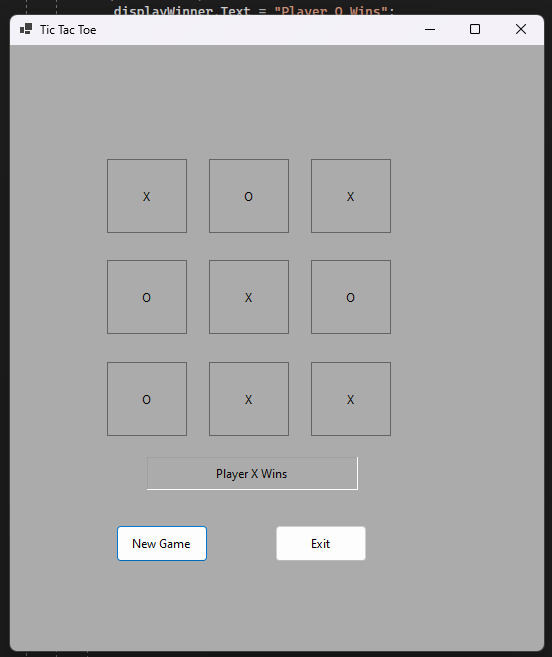 displayWinner.Text = "Player O Wins";
Tic Tac Toe
X O X
O X O
O X X
Player X Wins
New Game Exit